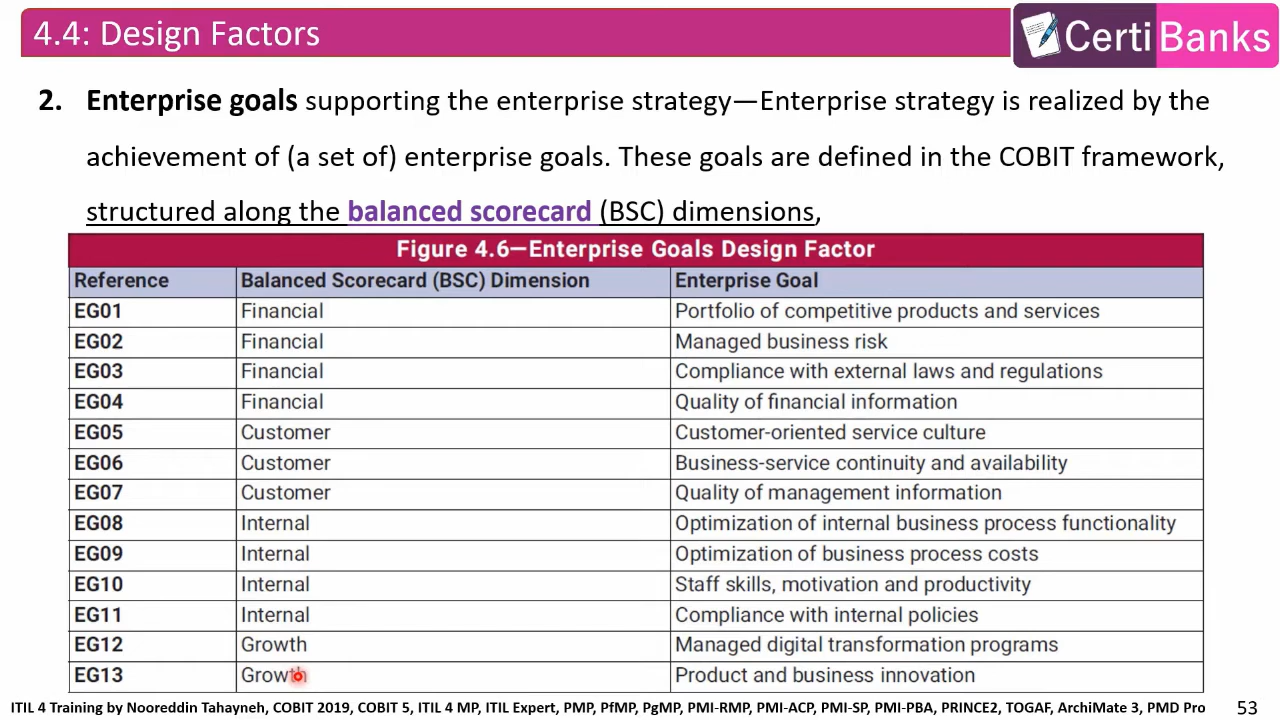 4.4: Design Factors
CertiBanks
2. Enterprise goals supporting the enterprise strategy—Enterprise strategy is realized by the
achievement of (a set of) enterprise goals. These goals are defined in the COBIT framework,
structured along the balanced scorecard (BSC) dimensions,
Figure 4.6—Enterprise Goals Design Factor
Reference Balanced Scorecard (BSC) Dimension Enterprise Goal
EG01 Financial Portfolio of competitive products and services
EG02 Financial Managed business risk
EG03 Financial Compliance with external laws and regulations
EG04 Financial Quality of financial information
EG05 Customer Customer-oriented service culture
EG06 Customer Business-service continuity and availability
EG07 Customer Quality of management information
EG08 Internal Optimization of internal business process functionality
EG09 Internal Optimization of business process costs
EG10 Internal Staff skills, motivation and productivity
EG11 Internal Compliance with internal policies
EG12 Growth Managed digital transformation programs
EG13 Growth Product and business innovation
ITIL 4 Training by Nooreddin Tahayneh, COBIT 2019, COBIT 5, ITIL 4 MP, ITIL Expert, PMP, PfMP, PgMP, PMI-RMP, PMI-ACP, PMI-SP, PMI-PBA, PRINCE2, TOGAF, ArchiMate 3, PMD Pro 53